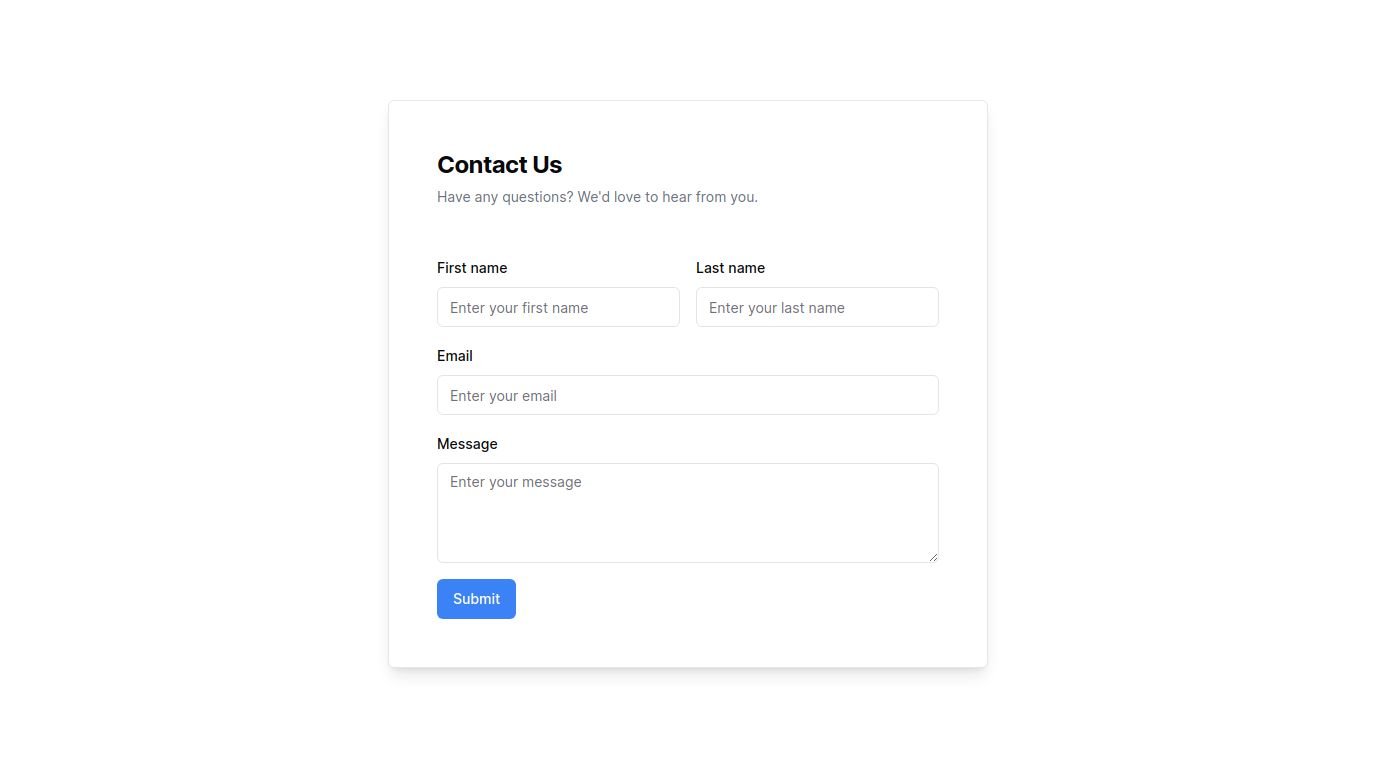 Contact Us
Have any questions? We'd love to hear from you.
First name
Last name
Enter your first name
Enter your last name
Email
Enter your email
Message
Enter your message
Submit